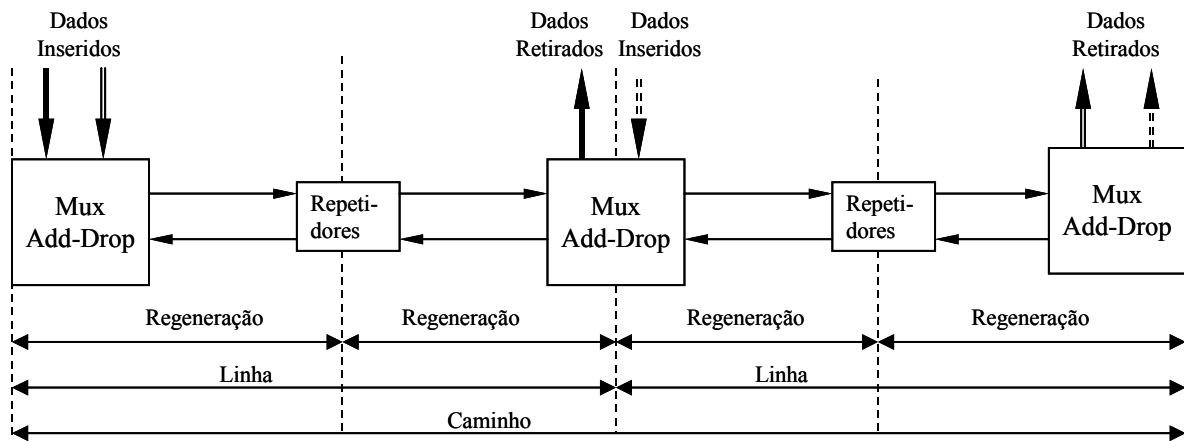 Dados
Inseridos
Dados
Retirados
Dados
Inseridos
Dados
Retirados
Mux
Add-Drop
Repeti-
dores
Mux
Add-Drop
Repeti-
dores
Mux
Add-Drop
Regeneração
Regeneração
Regeneração
Regeneração
Linha
Linha
Caminho